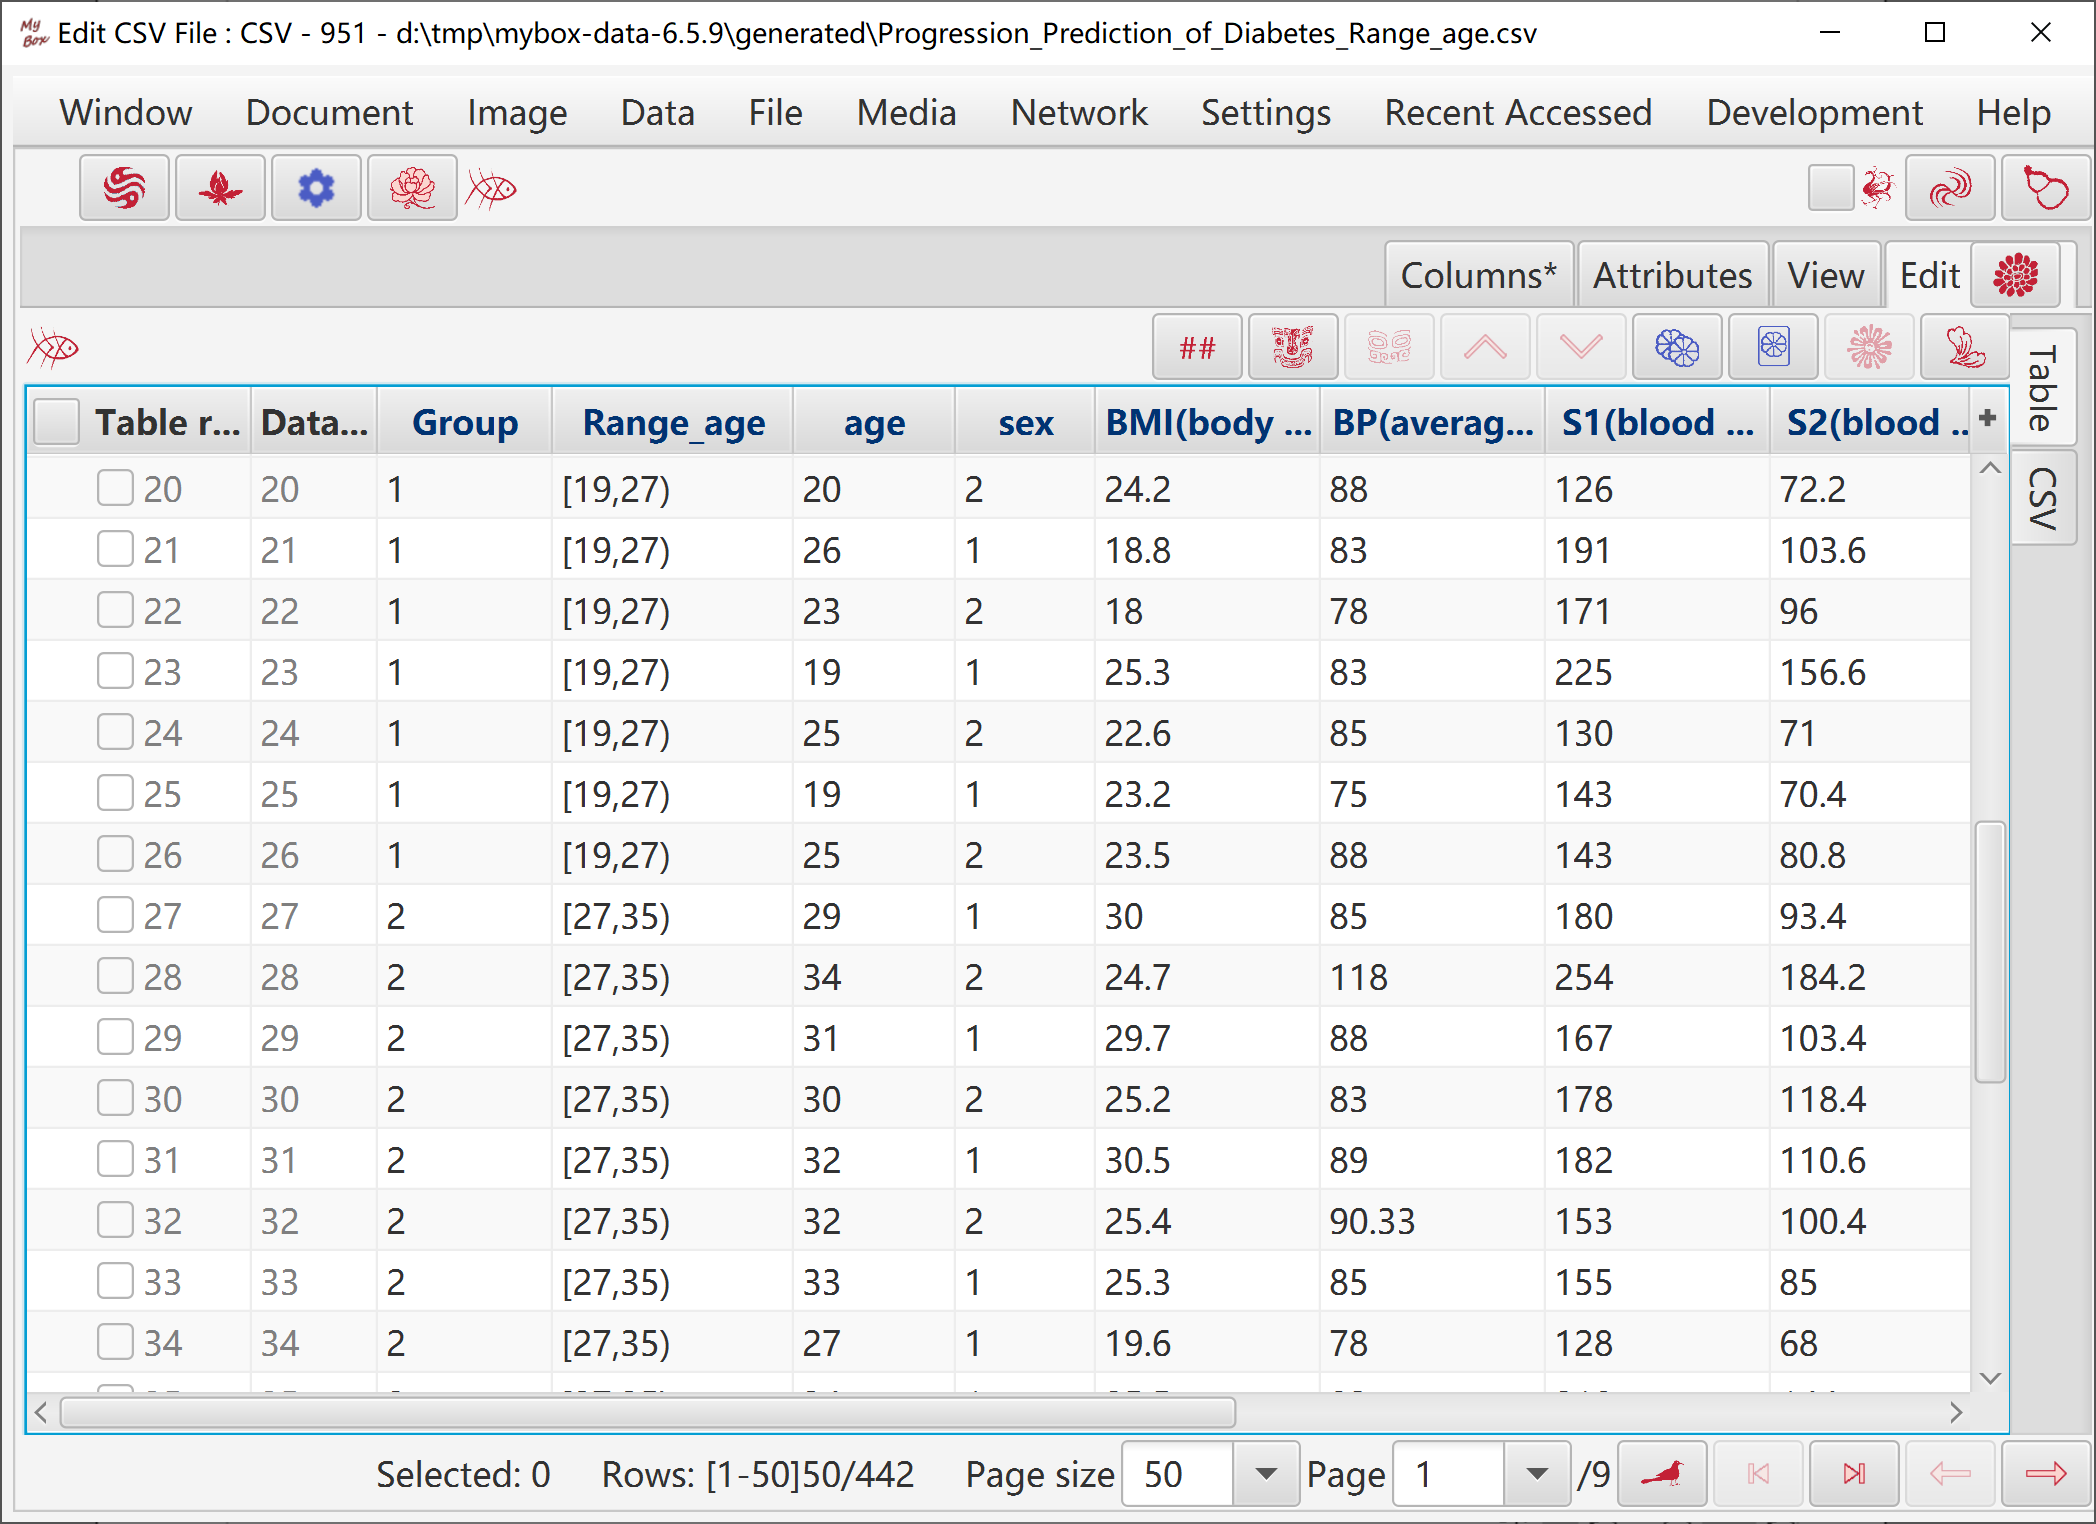 My Box Edit CSV File : CSV - 951 - d:\tmp\mybox-data-6.5.9\generated\Progression_Prediction_of_Diabetes_Range_age.csv
Window Document Image Data File Media Network Settings Recent Accessed Development Help
Columns* Attributes View Edit
##
Table
CSV
Table r... Data... Group Range_age age sex BMI(body ... BP(averag... S1(blood ... S2(blood .. +
20 20 1 [19,27) 20 2 24.2 88 126 72.2
21 21 1 [19,27) 26 1 18.8 83 191 103.6
22 22 1 [19,27) 23 2 18 78 171 96
23 23 1 [19,27) 19 1 25.3 83 225 156.6
24 24 1 [19,27) 25 2 22.6 85 130 71
25 25 1 [19,27) 19 1 23.2 75 143 70.4
26 26 1 [19,27) 25 2 23.5 88 143 80.8
27 27 2 [27,35) 29 1 30 85 180 93.4
28 28 2 [27,35) 34 2 24.7 118 254 184.2
29 29 2 [27,35) 31 1 29.7 88 167 103.4
30 30 2 [27,35) 30 2 25.2 83 178 118.4
31 31 2 [27,35) 32 1 30.5 89 182 110.6
32 32 2 [27,35) 32 2 25.4 90.33 153 100.4
33 33 2 [27,35) 33 1 25.3 85 155 85
34 34 2 [27,35) 27 1 19.6 78 128 68
Selected: 0 Rows: [1-50]50/442 Page size 50 Page 1 /9